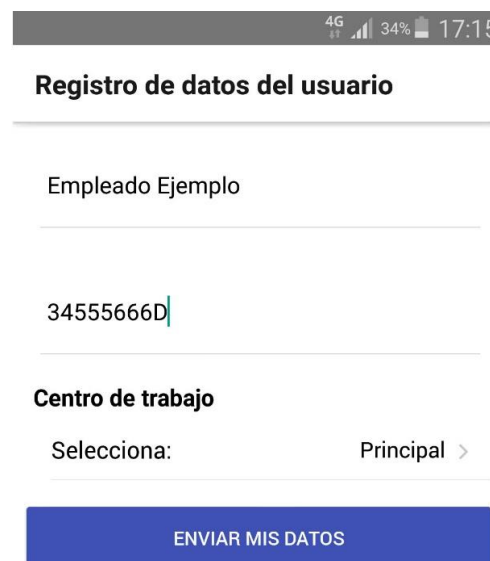 4G 34% 17:15
Registro de datos del usuario
Empleado Ejemplo
34555666D
Centro de trabajo
Selecciona: Principal
ENVIAR MIS DATOS